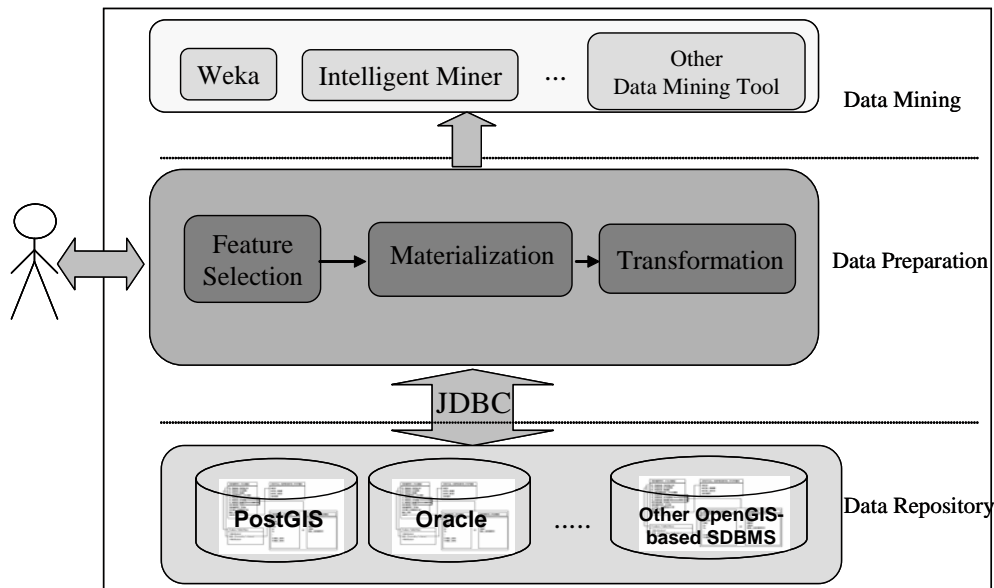 Weka
Intelligent Miner
...
Other
Data Mining Tool
Data Mining
Feature
Selection
Materialization
Transformation
Data Preparation
JDBC
PostGIS
Oracle
.....
Other OpenGIS-
based SDBMS
Data Repository